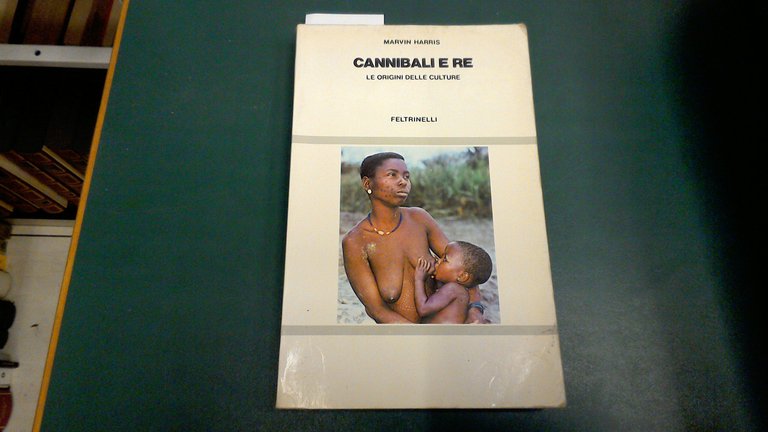 MARVIN HARRIS
CANNIBALI E RE
LE ORIGINI DELLE CULTURE
FELTRINELLI